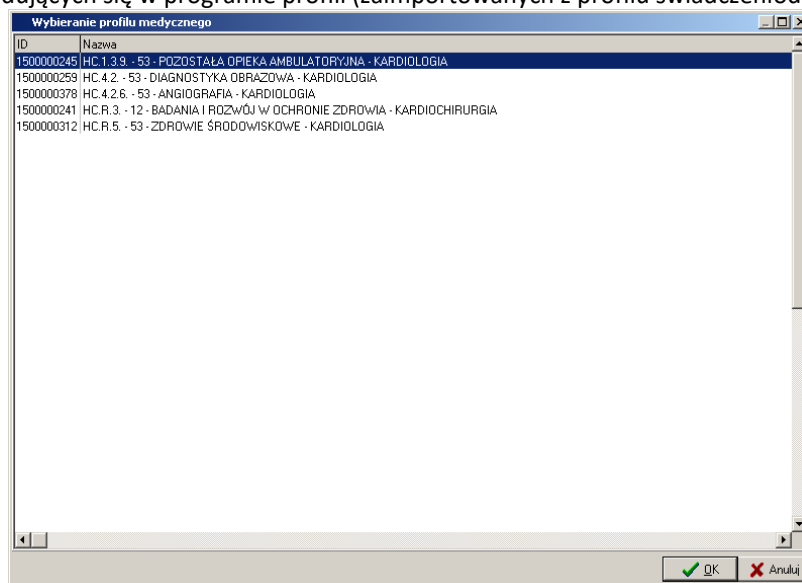 się w programie profili (zaimportowanych z profilu
Wybieranie profilu medycznego
ID Nazwa
1500000245 HC.1.3.9. - 53 - POZOSTAŁA OPIEKA AMBULATORYJNA - KARDIOLOGIA
1500000259 HC.4.2. - 53 - DIAGNOSTYKA OBRAZOWA - KARDIOLOGIA
1500000378 HC.4.2.6. - 53 - ANGIOGRAFIA - KARDIOLOGIA
1500000241 HC.R.3. - 12 - BADANIA I ROZWÓJ W OCHRONIE ZDROWIA - KARDIOCHIRURGIA
1500000312 HC.R.5. - 53 - ZDROWIE ŚRODOWISKOWE - KARDIOLOGIA
OK Anuluj